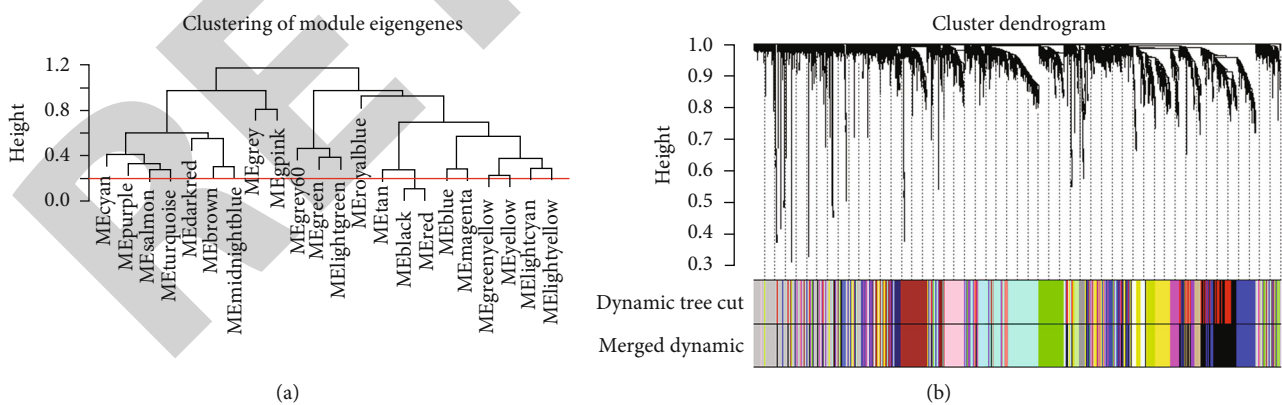 Clustering of module eigengenes
Height
1.2
0.8
0.4
0.0
MEcyan
MEpurple
MEsalmon
MEturquoise
MEdarkred
MEbrown
MEmidnightblue
MEgrey
MEgpink
MEgrey60
MEgreen
MElightgreen
MEroyalblue
MEtan
MEblack
MEred
MEblue
MEmagenta
MEgreenyellow
MEyellow
MElightcyan
MElightyellow
(a)
Cluster dendrogram
Height
1.0
0.9
0.8
0.7
0.6
0.5
0.4
0.3
Dynamic tree cut
Merged dynamic
(b)